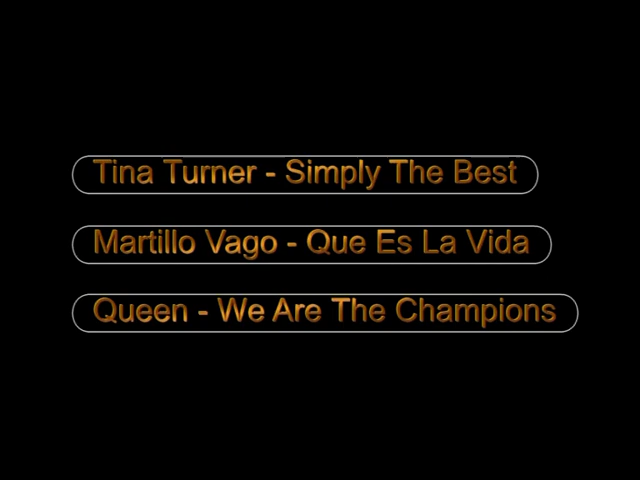 Tina Turner - Simply The Best
Martillo Vago - Que Es La Vida
Queen - We Are The Champions